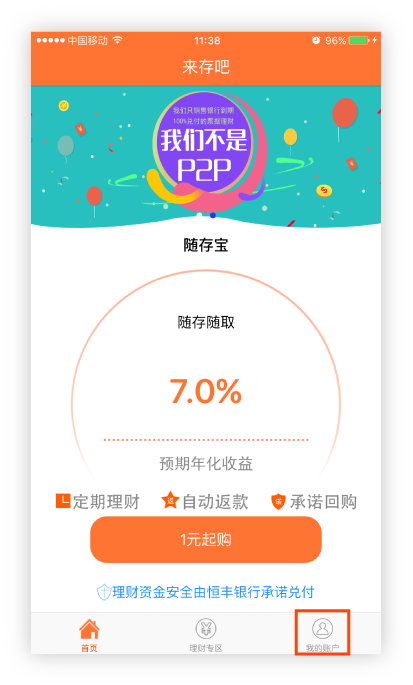 中国移动 11:38 96%
来存吧
我们只销售银行到期
100%兑付的票据理财
我们不是
P2P
随存宝
随存随取
7.0%
预期年化收益
定期理财 返 自动返款 诺 承诺回购
1元起购
理财资金安全由恒丰银行承诺兑付
首页 理财专区 我的账户